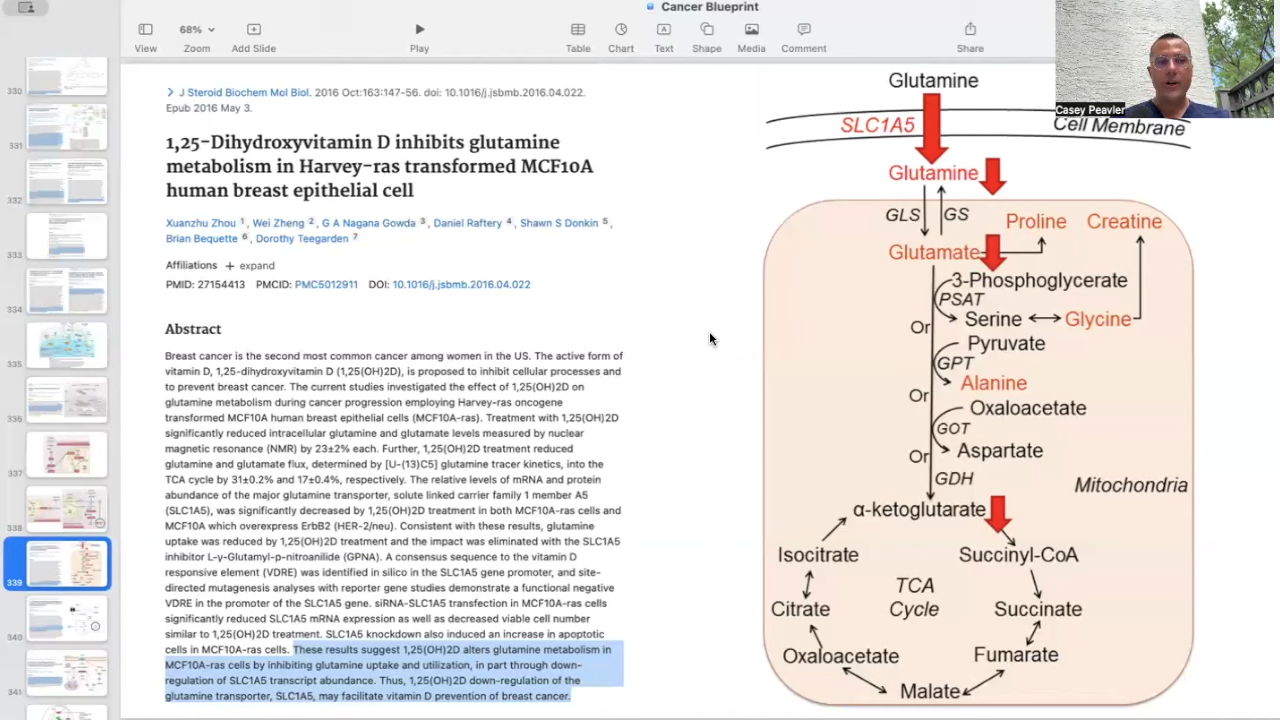 Cancer Blueprint
68%
View
Zoom
Add Slide
Play
Table
Chart
Text
Shape
Media
Comment
Share
Casey Peavler
330
331
332
333
334
335
336
337
338
339
340
341
J Steroid Biochem Mol Biol. 2016 Oct:163:147-56. doi: 10.1016/j.jsbmb.2016.04.022.
Epub 2016 May 3.
1,25-Dihydroxyvitamin D inhibits glutamine
metabolism in Harvey-ras transformed MCF10A
human breast epithelial cell
Xuanzhu Zhou 1, Wei Zheng 2, G A Nagana Gowda 3, Daniel Raftery 4, Shawn S Donkin 5,
Brian Bequette 6, Dorothy Teegarden 7
Affiliations + expand
PMID: 27154413 PMCID: PMC5012911 DOI: 10.1016/j.jsbmb.2016.04.022
Abstract
Breast cancer is the second most common cancer among women in the US. The active form of
vitamin D, 1,25-dihydroxyvitamin D (1,25(OH)2D), is proposed to inhibit cellular processes and
to prevent breast cancer. The current studies investigated the effect of 1,25(OH)2D on
glutamine metabolism during cancer progression employing Harvey-ras oncogene
transformed MCF10A human breast epithelial cells (MCF10A-ras). Treatment with 1,25(OH)2D
significantly reduced intracellular glutamine and glutamate levels measured by nuclear
magnetic resonance (NMR) by 23±2% each. Further, 1,25(OH)2D treatment reduced
glutamine and glutamate flux, determined by [U-(13)C5] glutamine tracer kinetics, into the
TCA cycle by 31±0.2% and 17±0.4%, respectively. The relative levels of mRNA and protein
abundance of the major glutamine transporter, solute linked carrier family 1 member A5
(SLC1A5), was significantly decreased by 1,25(OH)2D treatment in both MCF10A-ras cells and
MCF10A which overexpress ErbB2 (HER-2/neu). Consistent with these results, glutamine
uptake was reduced by 1,25(OH)2D treatment and the impact was eliminated with the SLC1A5
inhibitor L-γ-Glutamyl-p-nitroanilide (GPNA). A consensus sequence to the vitamin D
responsive element (VDRE) was identified in silico in the SLC1A5 gene promoter, and site-
directed mutagenesis analyses with reporter gene studies demonstrate a functional negative
VDRE in the promoter of the SLC1A5 gene. siRNA-SLC1A5 transfection in MCF10A-ras cells
significantly reduced SLC1A5 mRNA expression as well as decreased viable cell number
similar to 1,25(OH)2D treatment. SLC1A5 knockdown also induced an increase in apoptotic
cells in MCF10A-ras cells. These results suggest 1,25(OH)2D alters glutamine metabolism in
MCF10A-ras cells by inhibiting glutamine uptake and utilization, in part through down-
regulation of SLC1A5 transcript abundance. Thus, 1,25(OH)2D down-regulation of the
glutamine transporter, SLC1A5, may facilitate vitamin D prevention of breast cancer.
Glutamine
SLC1A5
Cell Membrane
Glutamine
GLS
GS
Proline
Creatine
Glutamate
3-Phosphoglycerate
PSAT
Or
Serine
Glycine
Pyruvate
GPT
Alanine
Or
Oxaloacetate
GOT
Aspartate
Or
GDH
Mitochondria
α-ketoglutarate
Isocitrate
Succinyl-CoA
TCA
Cycle
Citrate
Succinate
Oxaloacetate
Fumarate
Malate